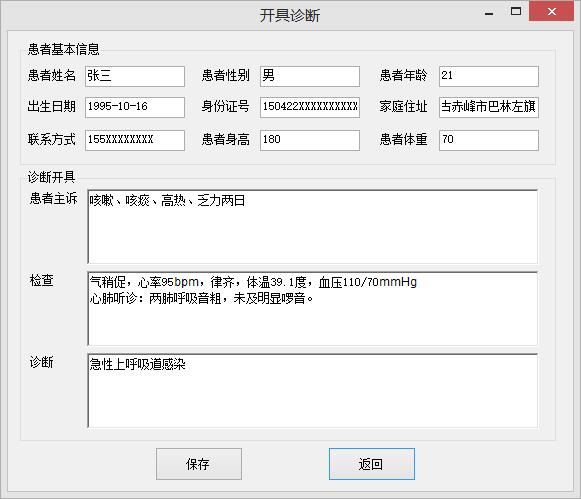 开具诊断
患者基本信息
患者姓名 张三 患者性别 男 患者年龄 21
出生日期 1995-10-16 身份证号 150422XXXXXXXXXX 家庭住址 古赤峰市巴林左旗
联系方式 155XXXXXXXX 患者身高 180 患者体重 70
诊断开具
患者主诉 咳嗽、咳痰、高热、乏力两日
检查 气稍促，心率95bpm，律齐，体温39.1度，血压110/70mmHg
心肺听诊：两肺呼吸音粗，未及明显啰音。
诊断 急性上呼吸道感染
保存 返回